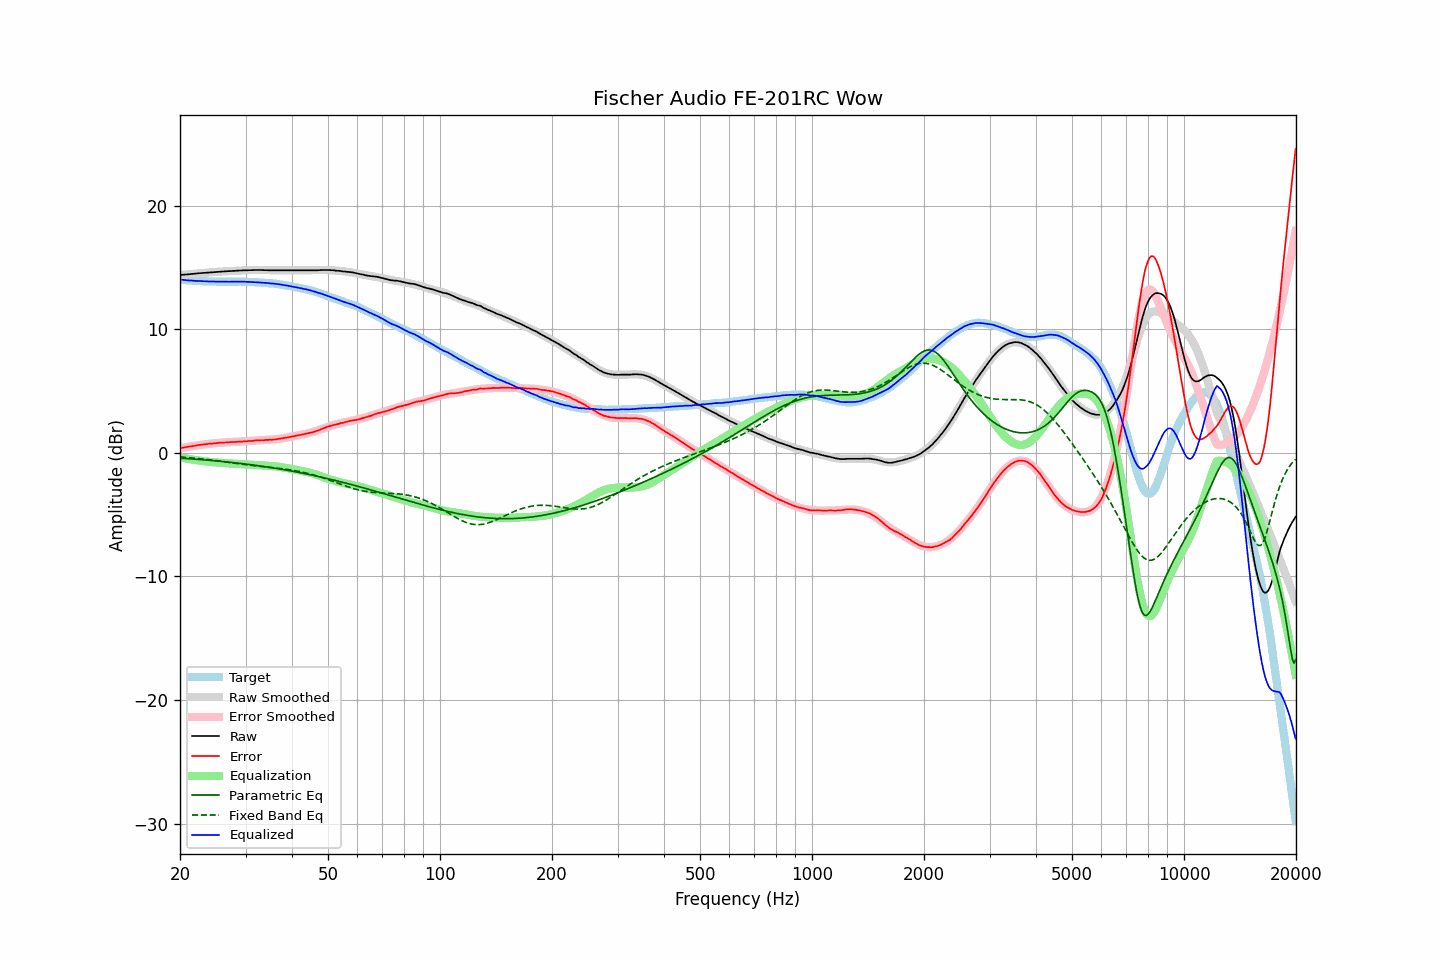 Fischer Audio FE-201RC Wow
Amplitude (dBr)
20
10
0
−10
−20
−30
Target
Raw Smoothed
Error Smoothed
Raw
Error
Equalization
Parametric Eq
Fixed Band Eq
Equalized
20 50 100 200 500 1000 2000 5000 10000 20000
Frequency (Hz)